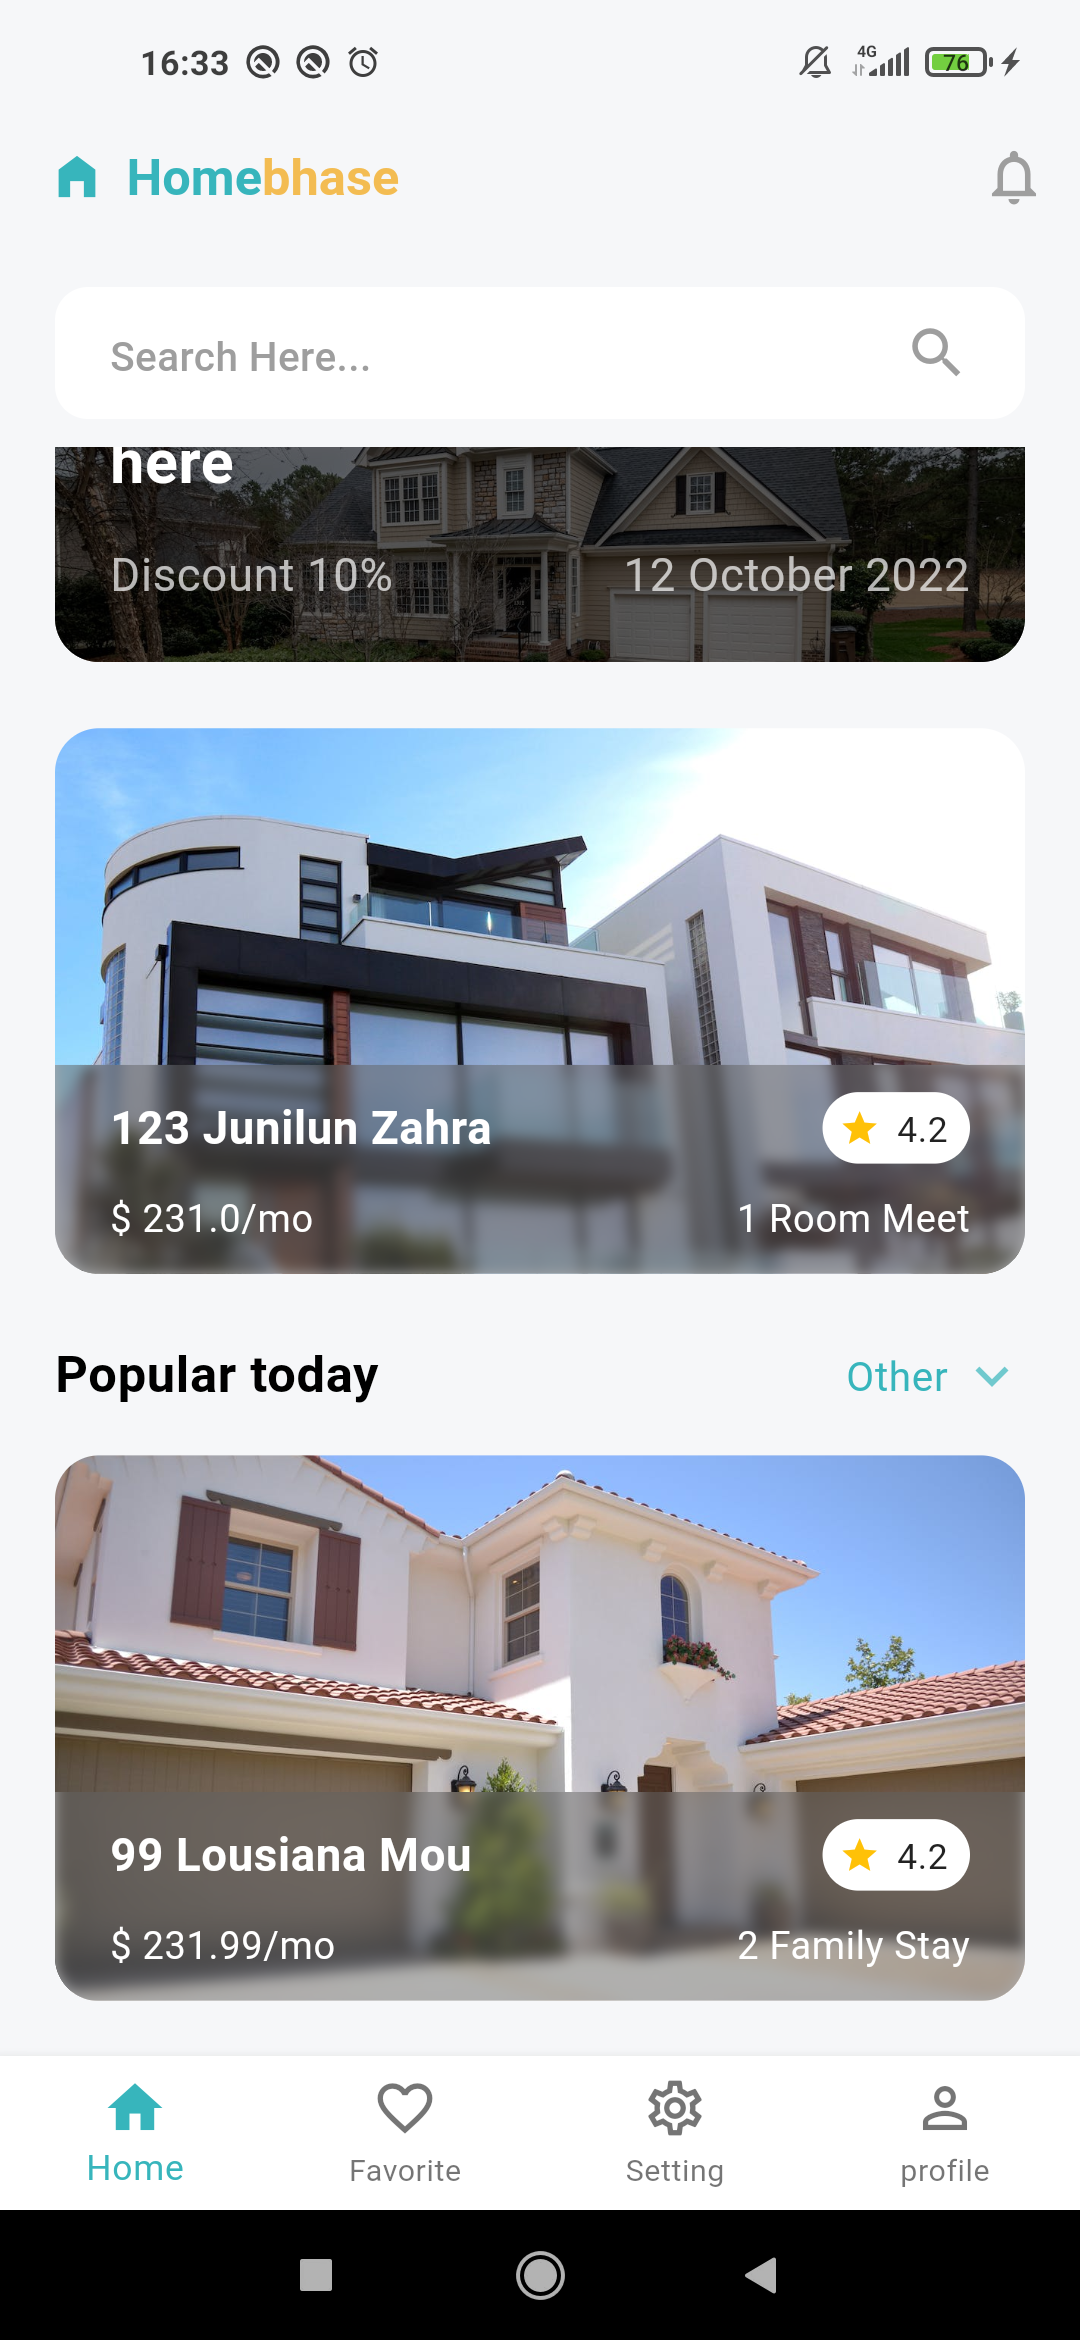 16:33
4G
76
Homebhase
Search Here...
here
Discount 10%
12 October 2022
123 Junilun Zahra
4.2
$ 231.0/mo
1 Room Meet
Popular today
Other
99 Lousiana Mou
4.2
$ 231.99/mo
2 Family Stay
Home
Favorite
Setting
profile